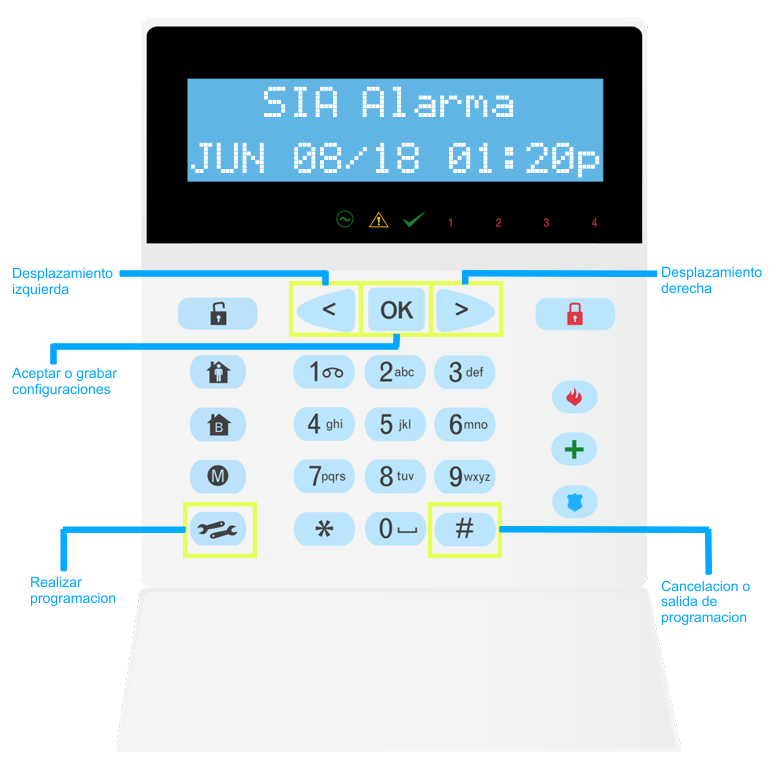 SIA Alarma
JUN 08/18 01:20p
1 2 3 4
Desplazamiento
izquierda
Desplazamiento
derecha
< OK >
Aceptar o grabar
configuraciones
1 2abc 3def
B 4ghi 5jkl 6mno
M 7pqrs 8tuv 9wxyz
* 0 #
Realizar
programacion
Cancelacion o
salida de
programacion